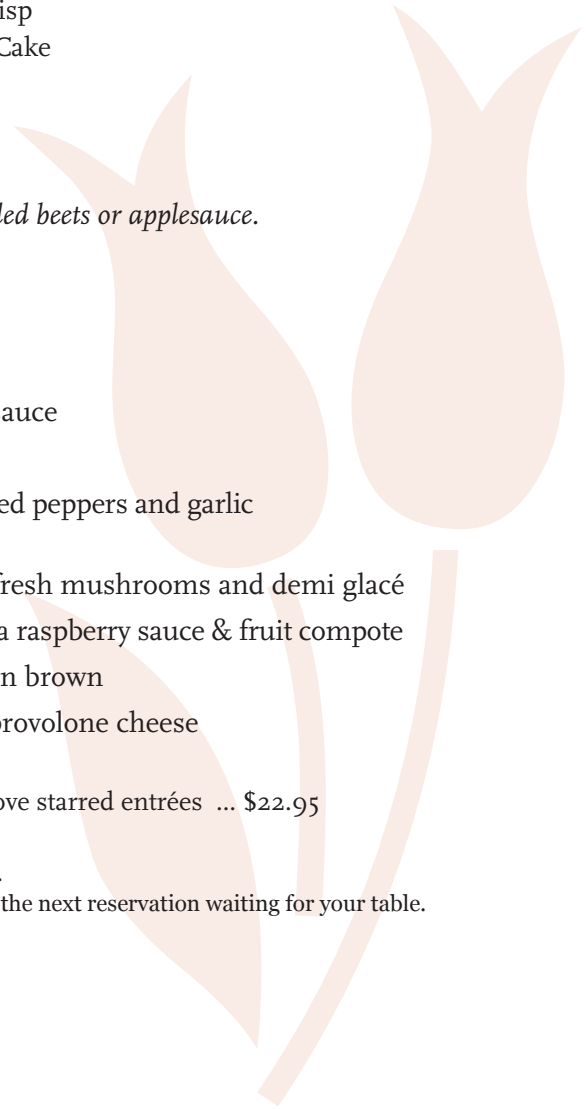 isp
Cake
led beets or applesauce.
auce
ed peppers and garlic
fresh mushrooms and demi glacé
a raspberry sauce & fruit compote
n brown
provolone cheese
ove starred entrées ... $22.95
.
the next reservation waiting for your table.